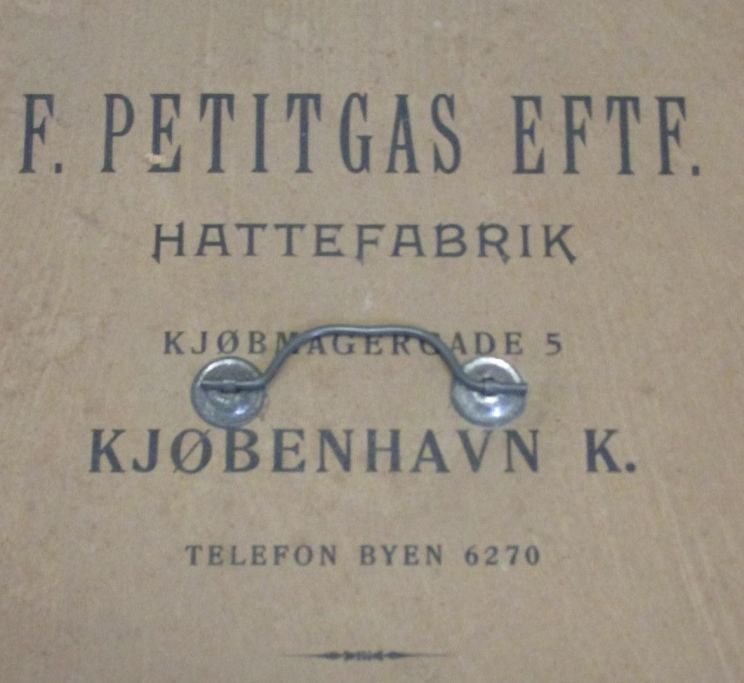 F. PETITGAS EFTF.
HATTEFABRIK
KJØBMAGERGADE 5
KJØBENHAVN K.
TELEFON BYEN 6270